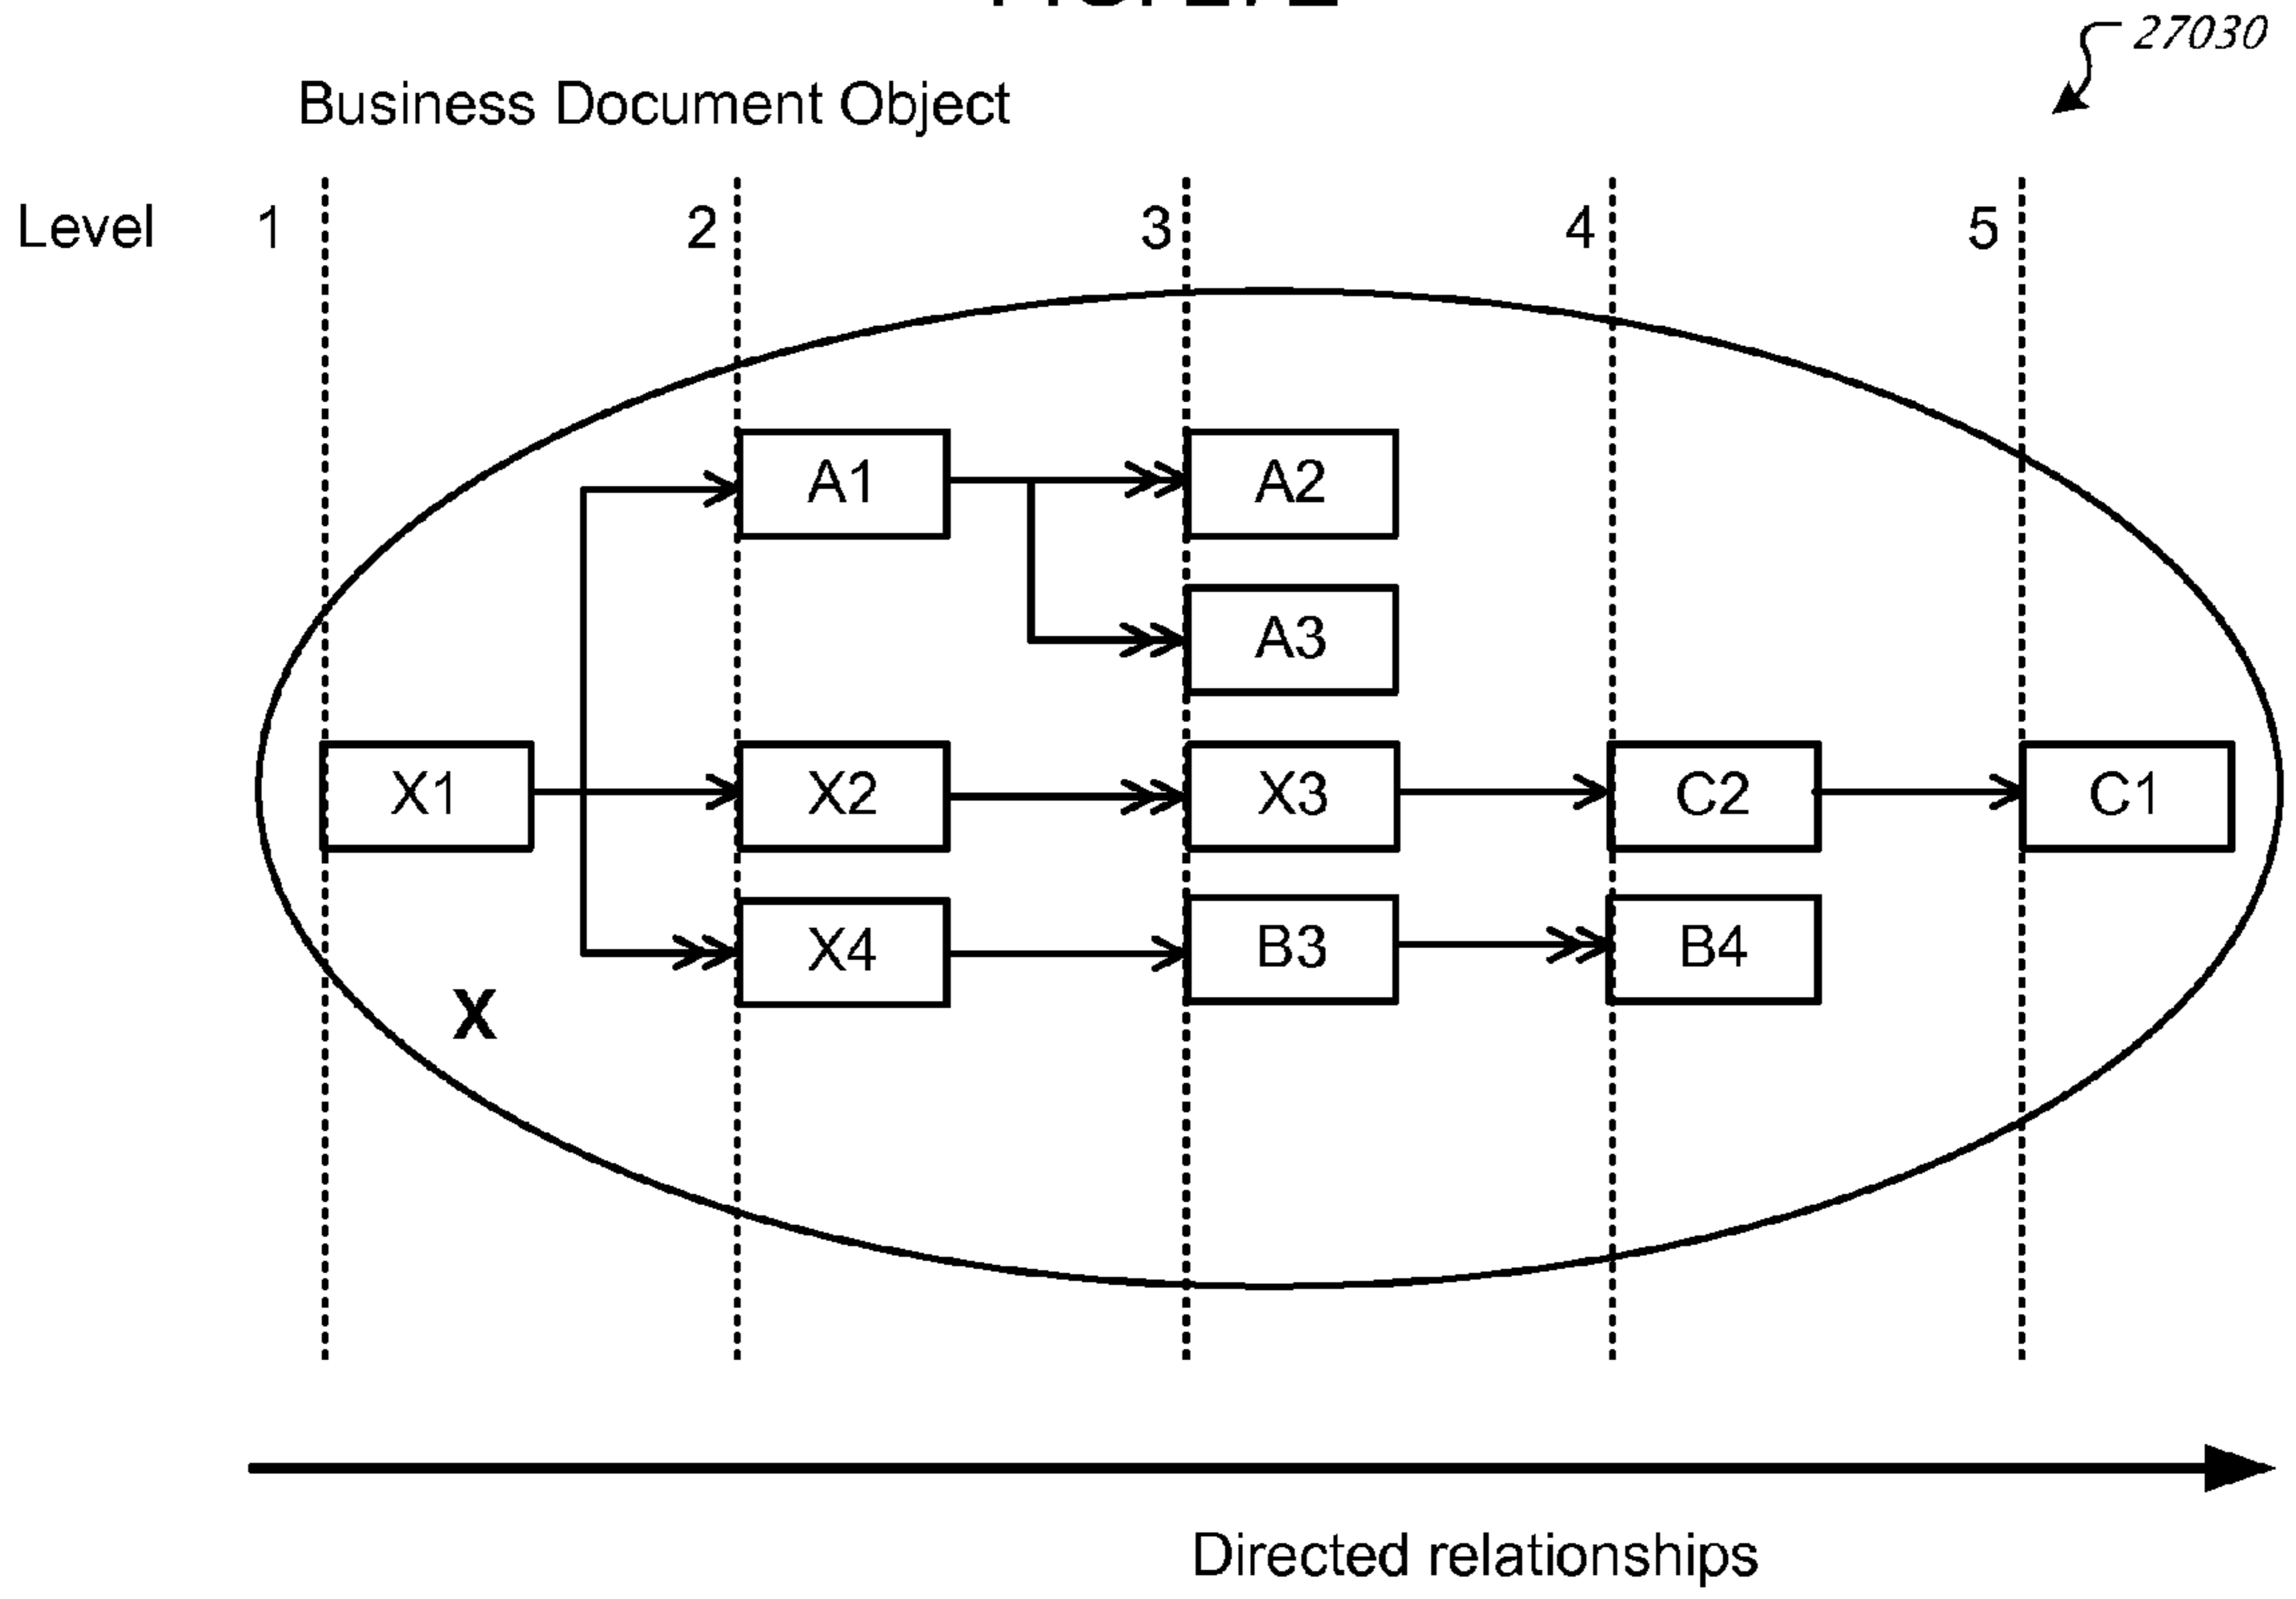 27030
Business Document Object
Level 1 2 3 4 5
A1 A2
A3
X1 X2 X3 C2 C1
X4 B3 B4
X
Directed relationships